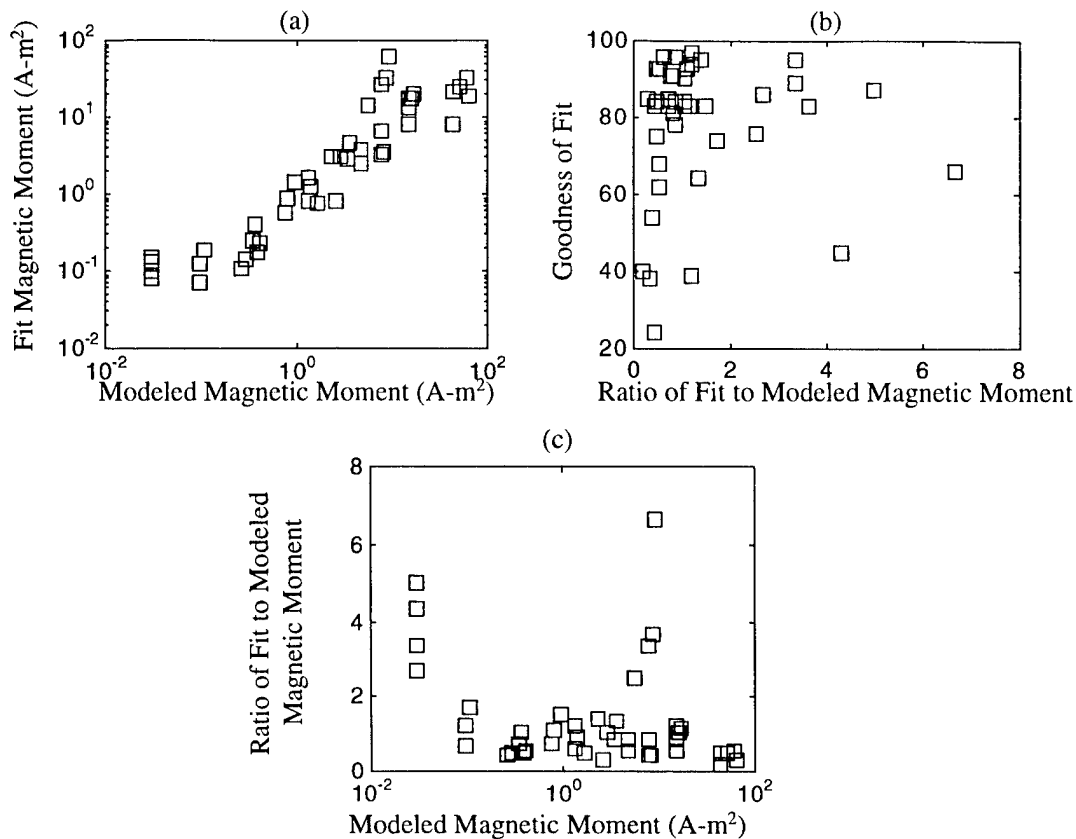 (a)
Fit Magnetic Moment (A-m²)
10²
10¹
10⁰
10⁻¹
10⁻²
10⁻² 10⁰ 10²
Modeled Magnetic Moment (A-m²)
(b)
Goodness of Fit
100
80
60
40
20
0 2 4 6 8
Ratio of Fit to Modeled Magnetic Moment
(c)
Ratio of Fit to Modeled
Magnetic Moment
8
6
4
2
0
10⁻² 10⁰ 10²
Modeled Magnetic Moment (A-m²)